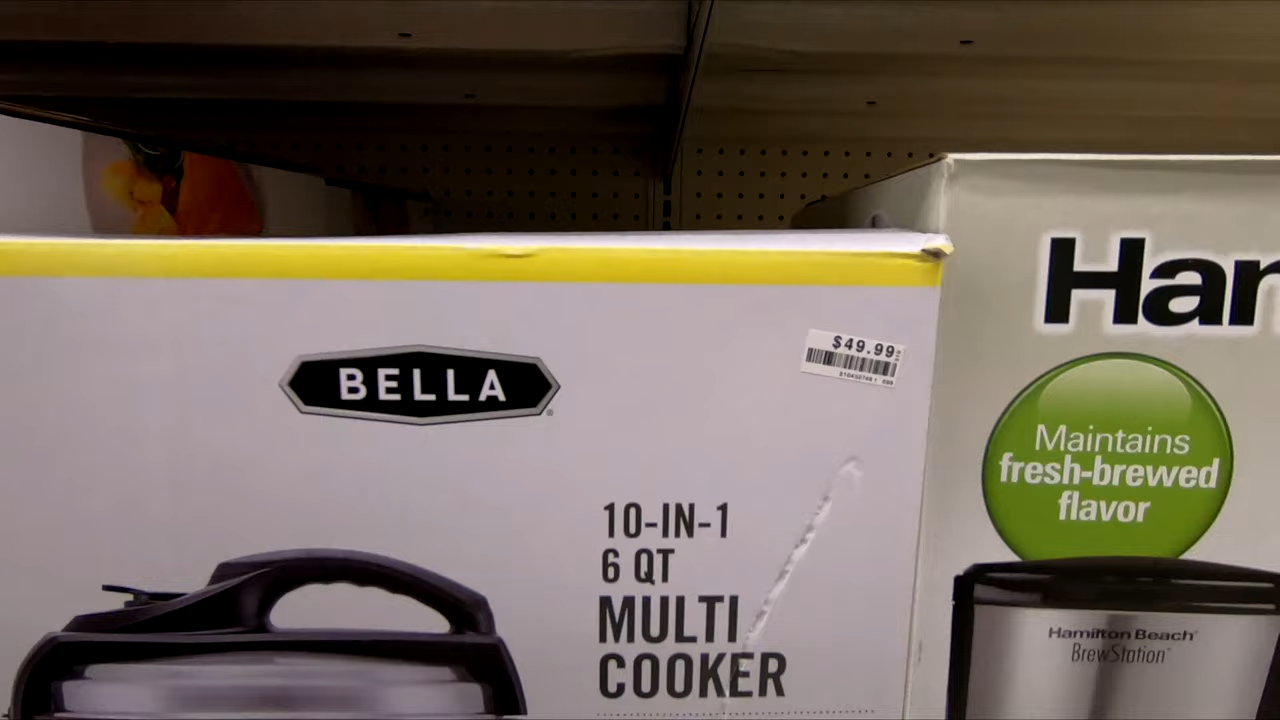 BELLA
$49.99
10-IN-1
6 QT
MULTI
COOKER
Har
Maintains
fresh-brewed
flavor
Hamilton Beach
BrewStation